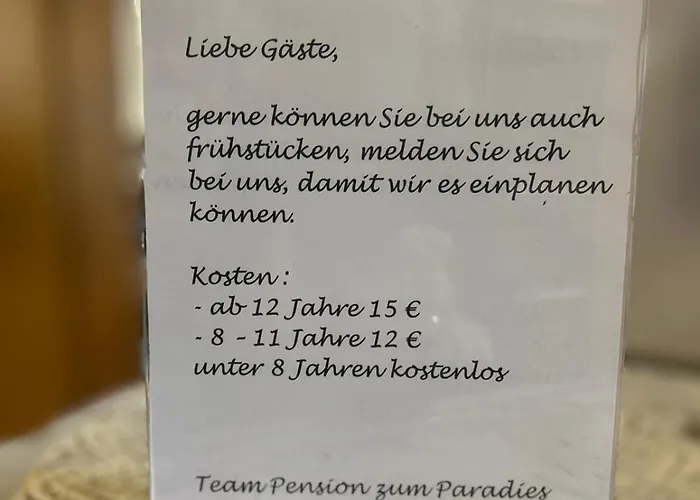 Liebe Gäste,
gerne können Sie bei uns auch
frühstücken, melden Sie sich
bei uns, damit wir es einplanen
können.
Kosten :
- ab 12 Jahre 15 €
- 8 - 11 Jahre 12 €
unter 8 Jahren kostenlos
Team Pension zum Paradies